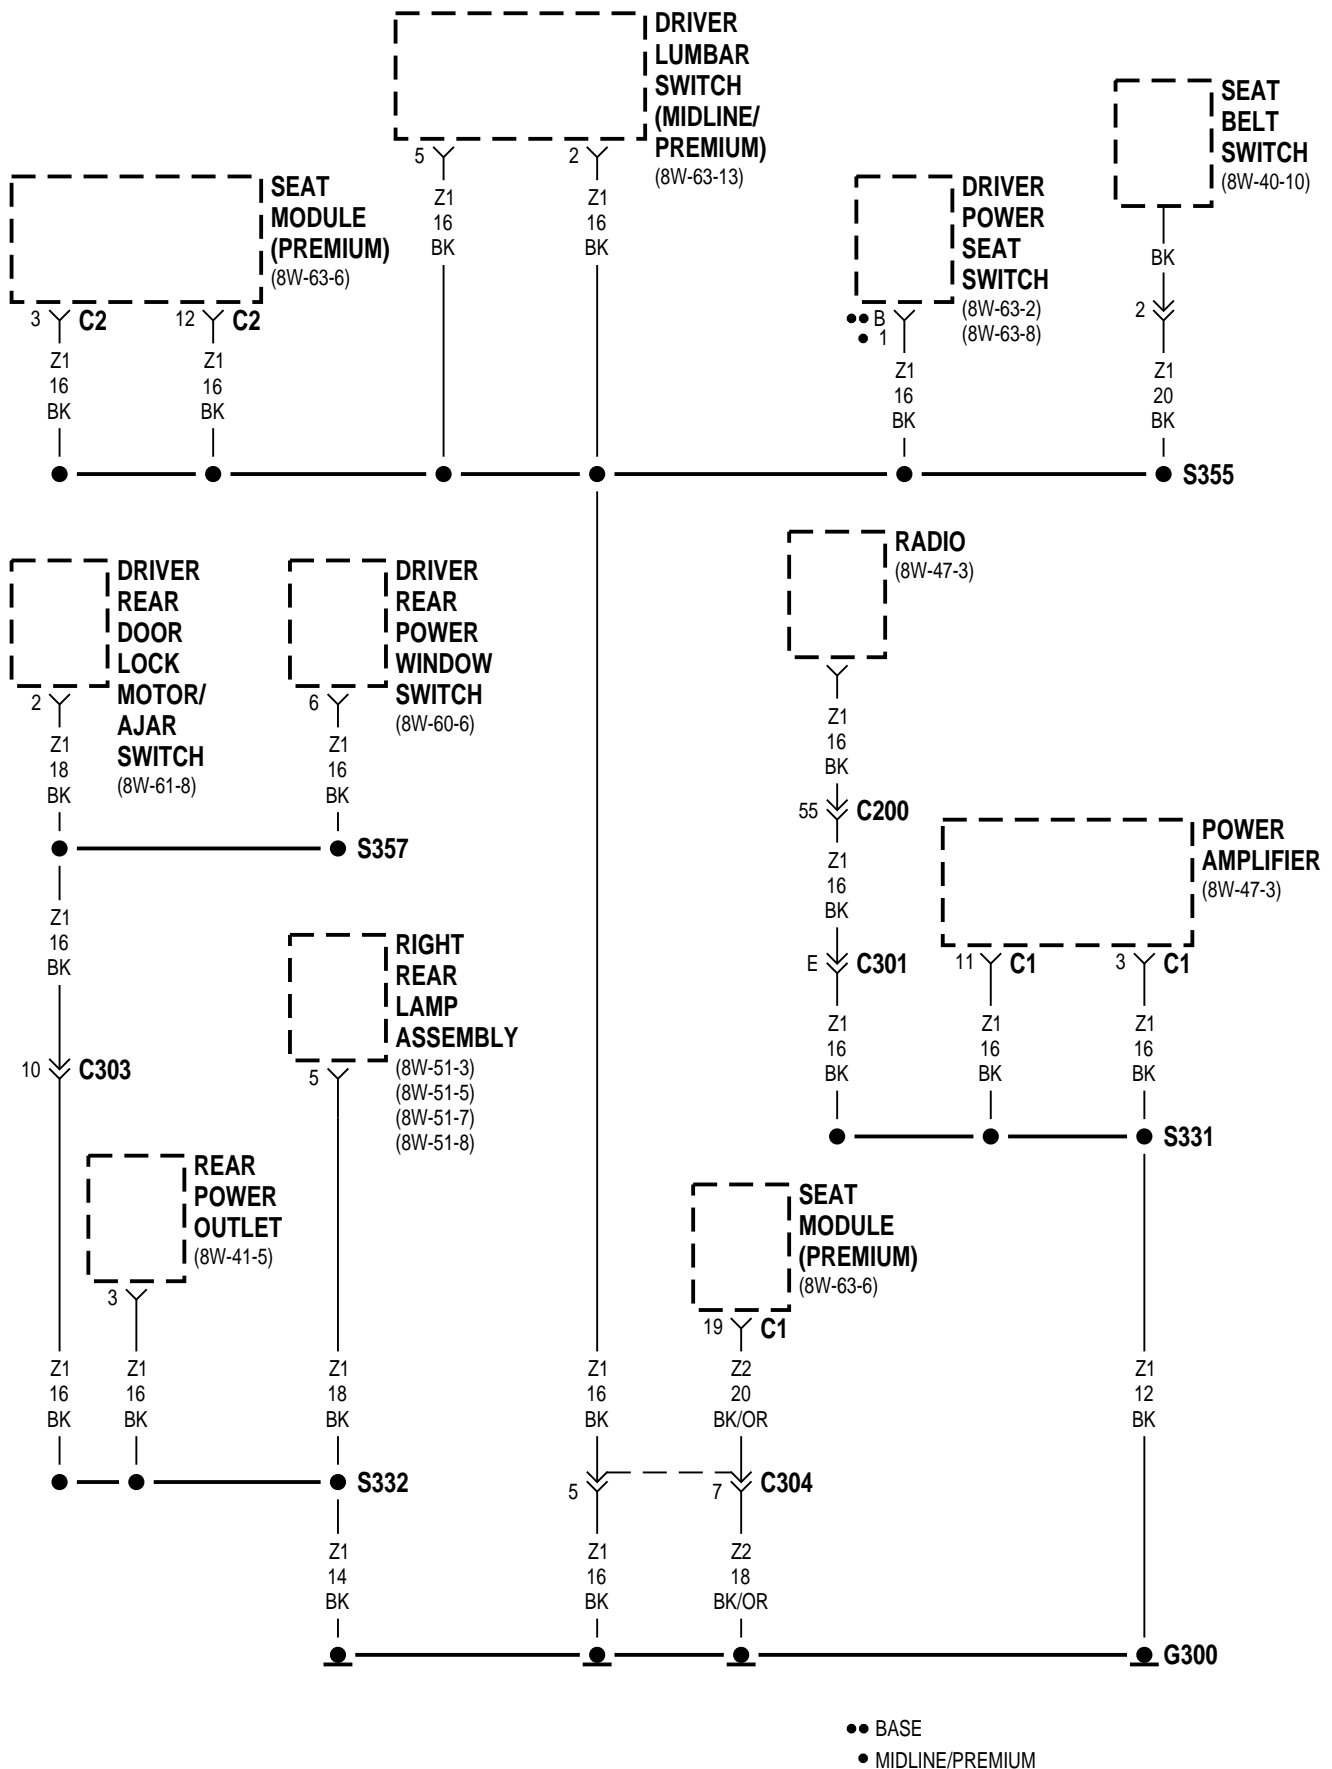 DRIVER
LUMBAR
SWITCH
(MIDLINE/
PREMIUM)
(8W-63-13)
5
2
Z1
16
BK
Z1
16
BK
SEAT
BELT
SWITCH
(8W-40-10)
BK
2
Z1
20
BK
SEAT
MODULE
(PREMIUM)
(8W-63-6)
3
C2
12
C2
Z1
16
BK
Z1
16
BK
DRIVER
POWER
SEAT
SWITCH
(8W-63-2)
(8W-63-8)
●● B
● 1
Z1
16
BK
S355
DRIVER
REAR
DOOR
LOCK
MOTOR/
AJAR
SWITCH
(8W-61-8)
2
Z1
18
BK
DRIVER
REAR
POWER
WINDOW
SWITCH
(8W-60-6)
6
Z1
16
BK
S357
Z1
16
BK
10
C303
RADIO
(8W-47-3)
Z1
16
BK
55
C200
Z1
16
BK
E
C301
Z1
16
BK
POWER
AMPLIFIER
(8W-47-3)
11
C1
3
C1
Z1
16
BK
Z1
16
BK
S331
RIGHT
REAR
LAMP
ASSEMBLY
(8W-51-3)
(8W-51-5)
(8W-51-7)
(8W-51-8)
5
REAR
POWER
OUTLET
(8W-41-5)
3
SEAT
MODULE
(PREMIUM)
(8W-63-6)
19
C1
Z1
16
BK
Z1
16
BK
Z1
18
BK
Z1
16
BK
Z2
20
BK/OR
Z1
12
BK
S332
5
7
C304
Z1
14
BK
Z1
16
BK
Z2
18
BK/OR
G300
●● BASE
● MIDLINE/PREMIUM